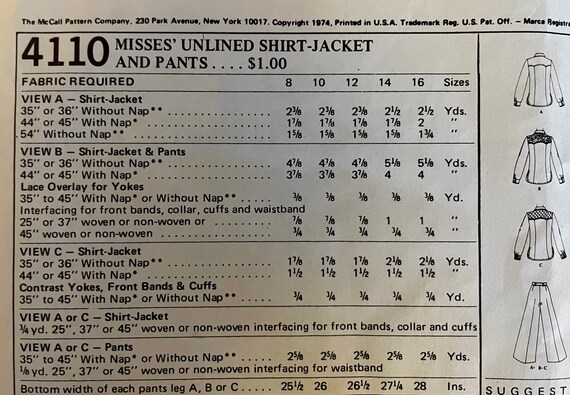 The McCall Pattern Company, 230 Park Avenue, New York 10017. Copyright 1974, Printed in U.S.A. Trademark Reg. U.S. Pat. Off. – Marca Registra
4110 MISSES' UNLINED SHIRT-JACKET
AND PANTS .... $1.00
FABRIC REQUIRED 8 10 12 14 16 Sizes
VIEW A – Shirt-Jacket
35" or 36" Without Nap** 2⅜ 2⅜ 2⅜ 2½ 2½ Yds.
44" or 45" With Nap* 1⅞ 1⅞ 1⅞ 1⅞ 2 "
54" Without Nap** 1⅝ 1⅝ 1⅝ 1⅝ 1¾ "
VIEW B – Shirt-Jacket & Pants
35" or 36" Without Nap** 4⅞ 4⅞ 4⅞ 5⅛ 5⅛ Yds.
44" or 45" With Nap* 3⅞ 3⅞ 3⅞ 4 4 "
Lace Overlay for Yokes
35" to 45" With Nap* or Without Nap** ⅜ ⅜ ⅜ ⅜ ⅜ Yd.
Interfacing for front bands, collar, cuffs and waistband
25" or 37" woven or non-woven or ⅞ ⅞ ⅞ 1 1 "
45" woven or non-woven ¾ ¾ ¾ ¾ ¾ "
VIEW C – Shirt-Jacket
35" or 36" Without Nap** 1⅞ 1⅞ 1⅞ 2⅛ 2⅛ Yds.
44" or 45" With Nap* 1½ 1½ 1½ 1½ 1½ "
Contrast Yokes, Front Bands & Cuffs
35" to 45" With Nap* or Without Nap** ¾ ¾ ¾ ¾ ¾ Yd.
VIEW A or C – Shirt-Jacket
¾ yd. 25", 37" or 45" woven or non-woven interfacing for front bands, collar and cuffs
VIEW A or C – Pants
35" to 45" With Nap* or Without Nap** 2⅝ 2⅝ 2⅝ 2⅝ 2⅝ Yds.
⅛ yd. 25", 37" or 45" woven or non-woven interfacing for waistband
Bottom width of each pants leg A, B or C 25½ 26 26½ 27¼ 28 Ins.
A
B
C
A- B-C
SUGGEST